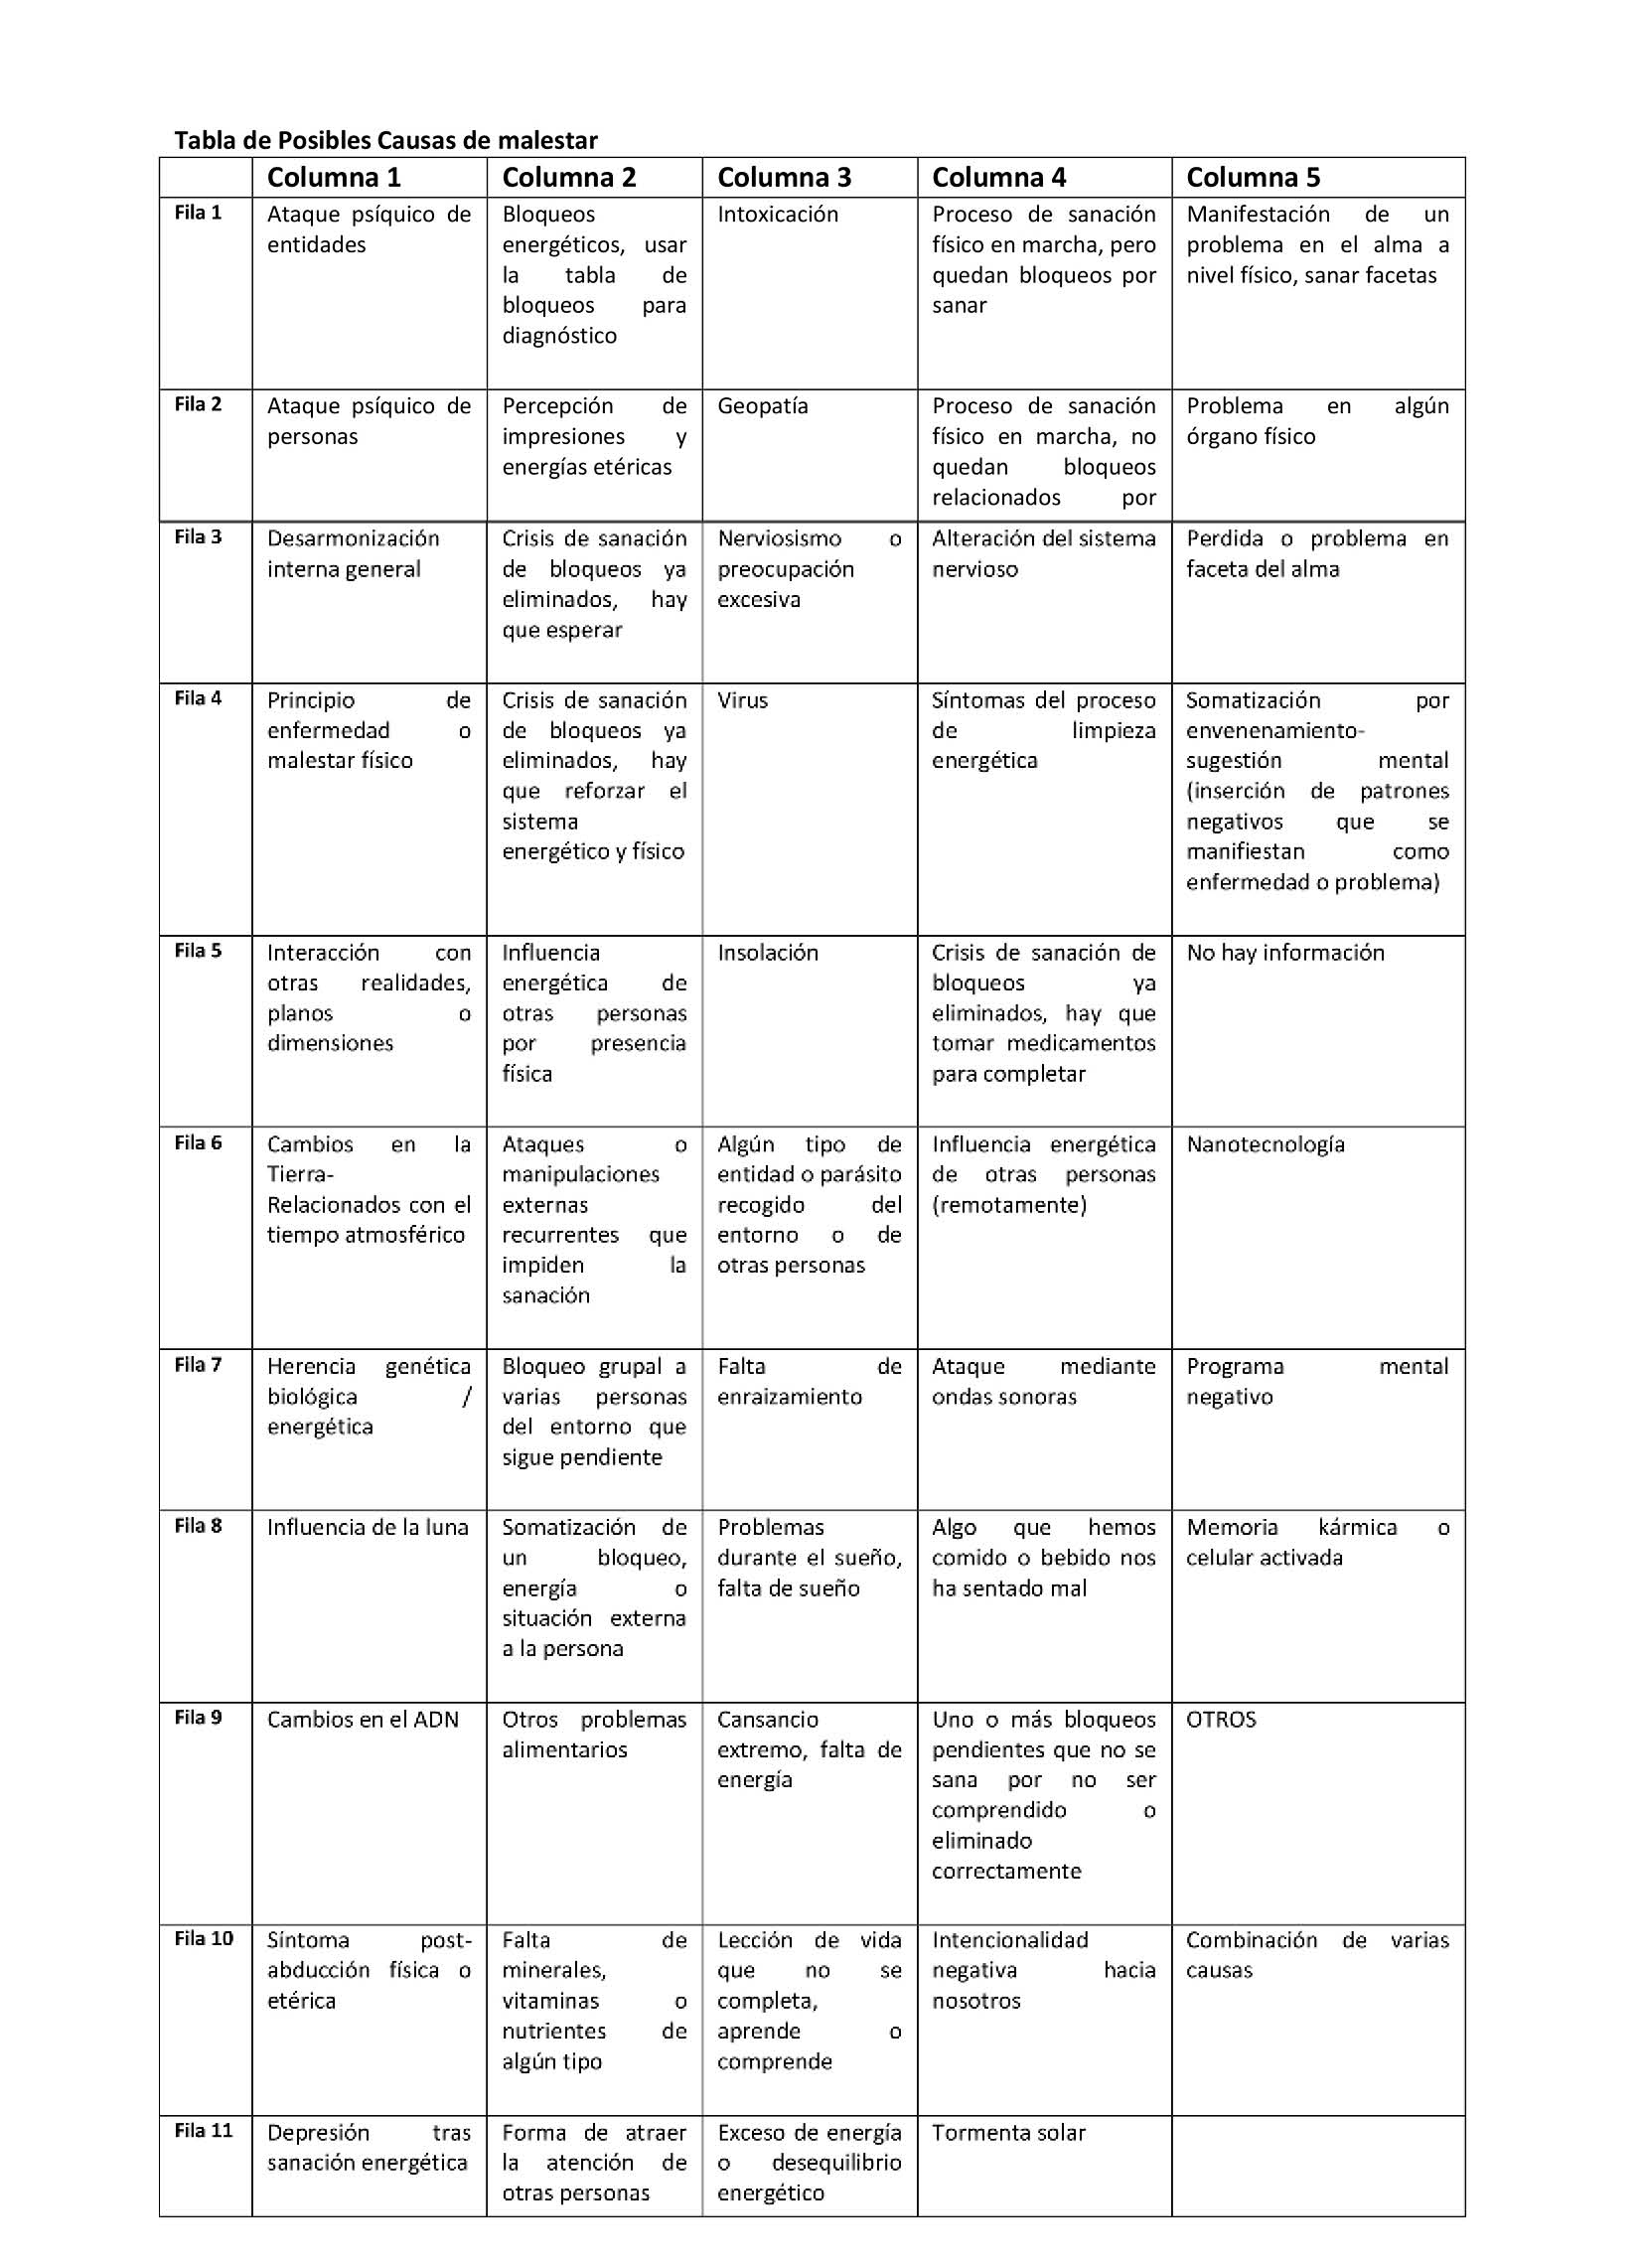 Tabla de Posibles Causas de malestar
Columna 1 Columna 2 Columna 3 Columna 4 Columna 5
Fila 1
Ataque psíquico de
entidades
Bloqueos
energéticos, usar
la tabla de
bloqueos para
diagnóstico
Intoxicación
Proceso de sanación
físico en marcha, pero
quedan bloqueos por
sanar
Manifestación de un
problema en el alma a
nivel físico, sanar facetas
Fila 2
Ataque psíquico de
personas
Percepción de
impresiones y
energías etéricas
Geopatía
Proceso de sanación
físico en marcha, no
quedan bloqueos
relacionados por
Problema en algún
órgano físico
Fila 3
Desarmonización
interna general
Crisis de sanación
de bloqueos ya
eliminados, hay
que esperar
Nerviosismo o
preocupación
excesiva
Alteración del sistema
nervioso
Perdida o problema en
faceta del alma
Fila 4
Principio de
enfermedad o
malestar físico
Crisis de sanación
de bloqueos ya
eliminados, hay
que reforzar el
sistema
energético y físico
Virus
Síntomas del proceso
de limpieza
energética
Somatización por
envenenamiento-
sugestión mental
(inserción de patrones
negativos que se
manifiestan como
enfermedad o problema)
Fila 5
Interacción con
otras realidades,
planos o
dimensiones
Influencia
energética de
otras personas
por presencia
física
Insolación
Crisis de sanación de
bloqueos ya
eliminados, hay que
tomar medicamentos
para completar
No hay información
Fila 6
Cambios en la
Tierra-
Relacionados con el
tiempo atmosférico
Ataques o
manipulaciones
externas
recurrentes que
impiden la
sanación
Algún tipo de
entidad o parásito
recogido del
entorno o de
otras personas
Influencia energética
de otras personas
(remotamente)
Nanotecnología
Fila 7
Herencia genética
biológica /
energética
Bloqueo grupal a
varias personas
del entorno que
sigue pendiente
Falta de
enraizamiento
Ataque mediante
ondas sonoras
Programa mental
negativo
Fila 8
Influencia de la luna
Somatización de
un bloqueo,
energía o
situación externa
a la persona
Problemas
durante el sueño,
falta de sueño
Algo que hemos
comido o bebido nos
ha sentado mal
Memoria kármica o
celular activada
Fila 9
Cambios en el ADN
Otros problemas
alimentarios
Cansancio
extremo, falta de
energía
Uno o más bloqueos
pendientes que no se
sana por no ser
comprendido o
eliminado
correctamente
OTROS
Fila 10
Síntoma post-
abducción física o
etérica
Falta de
minerales,
vitaminas o
nutrientes de
algún tipo
Lección de vida
que no se
completa,
aprende o
comprende
Intencionalidad
negativa hacia
nosotros
Combinación de varias
causas
Fila 11
Depresión tras
sanación energética
Forma de atraer
la atención de
otras personas
Exceso de energía
o desequilibrio
energético
Tormenta solar